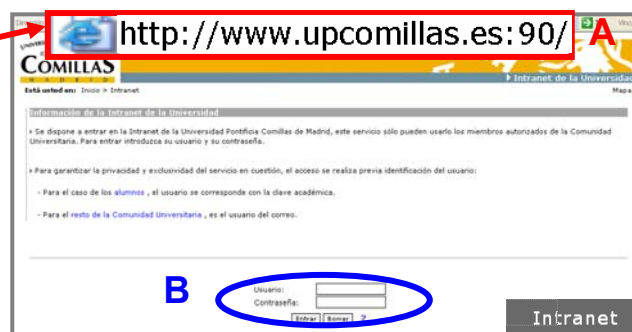 http://www.upcomillas.es:90/ A
COMILLAS
M A D R I D
Intranet de la Universidad
Está usted en: Inicio > Intranet
Mapa
Información de la Intranet de la Universidad
Se dispone a entrar en la Intranet de la Universidad Pontificia Comillas de Madrid, este servicio sólo pueden usarlo los miembros autorizados de la Comunidad
Universitaria. Para entrar introduzca su usuario y su contraseña.
Para garantizar la privacidad y exclusividad del servicio en cuestión, el acceso se realiza previa identificación del usuario:
- Para el caso de los alumnos , el usuario se corresponde con la clave académica.
- Para el resto de la Comunidad Universitaria , es el usuario del correo.
B
Usuario:
Contraseña:
Entrar Borrar ?
Intranet